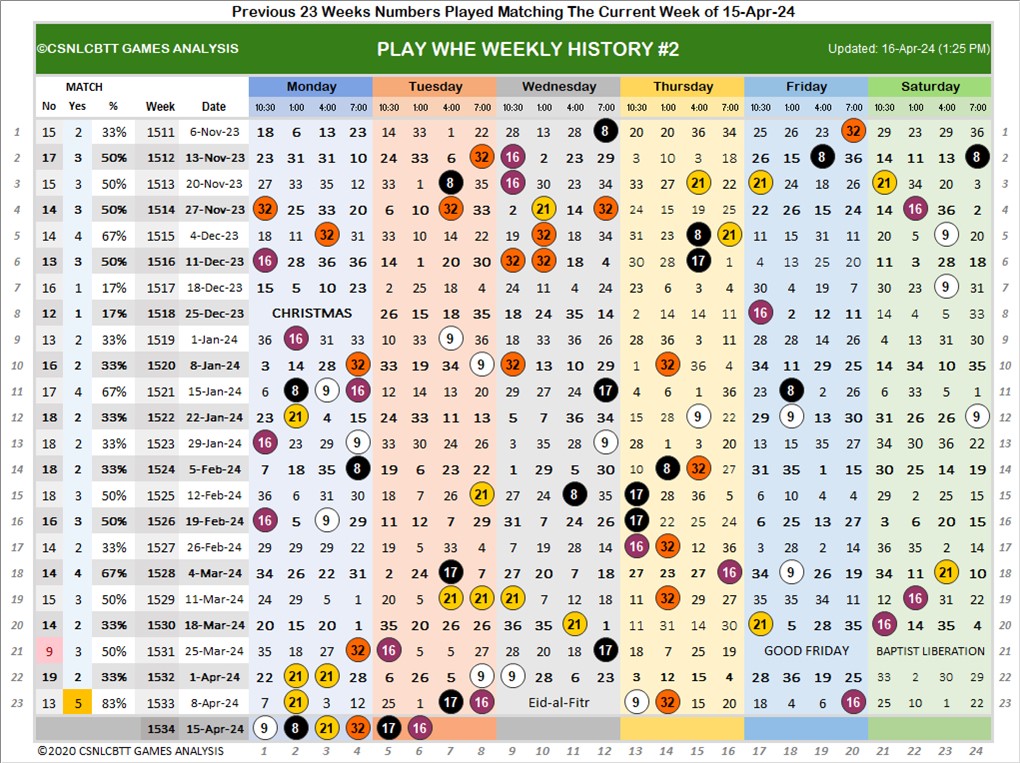 Previous 23 Weeks Numbers Played Matching The Current Week of 15-Apr-24
©CSNLCBTT GAMES ANALYSIS PLAY WHE WEEKLY HISTORY #2 Updated: 16-Apr-24 (1:25 PM)
MATCH Monday Tuesday Wednesday Thursday Friday Saturday
No Yes % Week Date 10:30 1:00 4:00 7:00 10:30 1:00 4:00 7:00 10:30 1:00 4:00 7:00 10:30 1:00 4:00 7:00 10:30 1:00 4:00 7:00 10:30 1:00 4:00 7:00
1 15 2 33% 1511 6-Nov-23 18 6 13 23 14 33 1 22 28 13 28 8 20 20 36 34 25 26 23 32 29 23 29 36 1
2 17 3 50% 1512 13-Nov-23 23 31 31 10 24 33 6 32 16 2 23 29 3 10 3 18 26 15 8 36 14 11 13 8 2
3 15 3 50% 1513 20-Nov-23 27 33 35 12 33 1 8 35 16 30 23 34 33 27 21 22 21 24 18 26 21 34 20 3 3
4 14 3 50% 1514 27-Nov-23 32 25 33 20 6 10 32 33 2 21 14 32 24 15 19 25 22 26 15 24 14 16 36 2 4
5 14 4 67% 1515 4-Dec-23 18 11 32 31 33 10 14 22 19 32 18 34 31 23 8 21 11 15 31 11 20 5 9 20 5
6 13 3 50% 1516 11-Dec-23 16 28 36 36 14 1 20 30 32 32 18 4 30 28 17 1 4 13 25 20 11 3 28 18 6
7 16 1 17% 1517 18-Dec-23 15 5 10 23 2 25 18 4 24 11 4 24 23 6 3 4 30 4 19 7 30 23 9 34 7
8 12 1 17% 1518 25-Dec-23 CHRISTMAS 26 15 18 35 18 24 35 14 2 14 14 11 16 2 12 11 14 4 5 33 8
9 13 2 33% 1519 1-Jan-24 36 16 31 33 10 33 9 36 18 33 36 26 28 36 3 11 28 28 14 26 4 13 31 30 9
10 16 2 33% 1520 8-Jan-24 3 14 28 32 33 19 34 9 32 13 10 29 1 32 36 4 34 11 29 25 14 34 10 35 10
11 17 4 67% 1521 15-Jan-24 6 8 9 16 12 14 13 20 29 27 24 17 4 6 1 36 23 8 2 26 6 33 5 1 11
12 18 2 33% 1522 22-Jan-24 23 21 4 15 24 33 11 13 5 7 36 34 15 28 9 22 29 9 13 30 31 26 26 9 12
13 18 2 33% 1523 29-Jan-24 16 23 29 9 33 30 24 26 3 35 28 9 28 1 3 20 13 15 35 27 34 30 36 22 13
14 18 2 33% 1524 5-Feb-24 7 18 35 8 19 6 23 22 1 29 5 30 10 8 32 27 31 35 1 15 30 25 14 19 14
15 18 3 50% 1525 12-Feb-24 36 6 31 30 18 7 26 21 27 24 8 35 17 28 36 5 6 10 4 4 29 2 25 15 15
16 16 3 50% 1526 19-Feb-24 16 5 9 29 11 12 7 29 31 7 24 26 17 22 25 24 6 25 13 27 3 6 20 15 16
17 14 2 33% 1527 26-Feb-24 29 29 29 22 19 5 33 4 7 19 28 14 16 32 12 36 3 28 2 14 36 35 2 14 17
18 14 4 67% 1528 4-Mar-24 34 26 22 31 2 24 17 7 27 20 7 18 27 23 27 16 34 9 26 19 34 11 21 10 18
19 15 3 50% 1529 11-Mar-24 24 29 5 1 20 5 21 21 21 7 12 18 11 32 29 27 35 35 34 11 12 16 31 22 19
20 14 2 33% 1530 18-Mar-24 20 15 20 1 35 20 26 26 36 35 21 1 11 31 14 30 21 5 28 35 16 14 35 4 20
21 9 3 50% 1531 25-Mar-24 35 18 27 32 16 5 5 27 28 20 18 17 18 7 25 19 GOOD FRIDAY BAPTIST LIBERATION 21
22 19 2 33% 1532 1-Apr-24 22 21 21 28 6 26 5 9 9 28 6 23 3 12 15 4 28 36 19 25 33 2 30 29 22
23 13 5 83% 1533 8-Apr-24 7 21 3 12 25 1 17 16 Eid-al-Fitr 9 32 15 20 18 4 6 16 25 10 1 22 23
1534 15-Apr-24 9 8 21 32 17 16
©2020 CSNLCBTT GAMES ANALYSIS 1 2 3 4 5 6 7 8 9 10 11 12 13 14 15 16 17 18 19 20 21 22 23 24